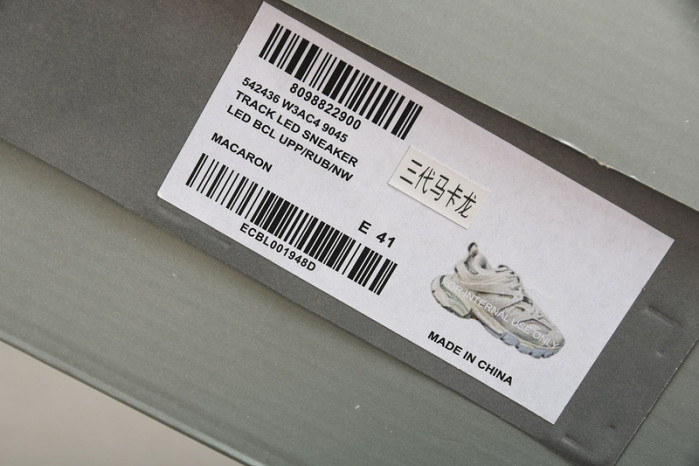 8098822900
542436 W3AC4 9045
TRACK LED SNEAKER
LED BCL UPP/RUB/NW
MACARON
三代马卡龙
E 41
ECBL001948D
FOR INTERNAL USE ONLY
MADE IN CHINA